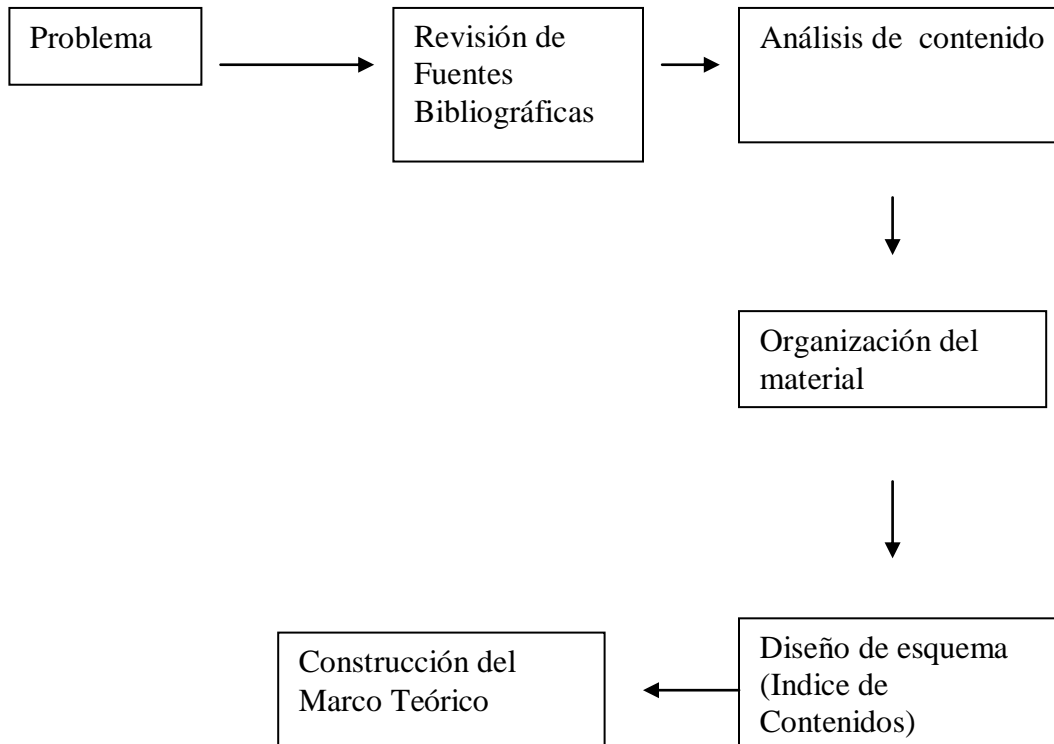 Problema
Revisión de
Fuentes
Bibliográficas
Análisis de contenido
Organización del
material
Diseño de esquema
(Indice de
Contenidos)
Construcción del
Marco Teórico